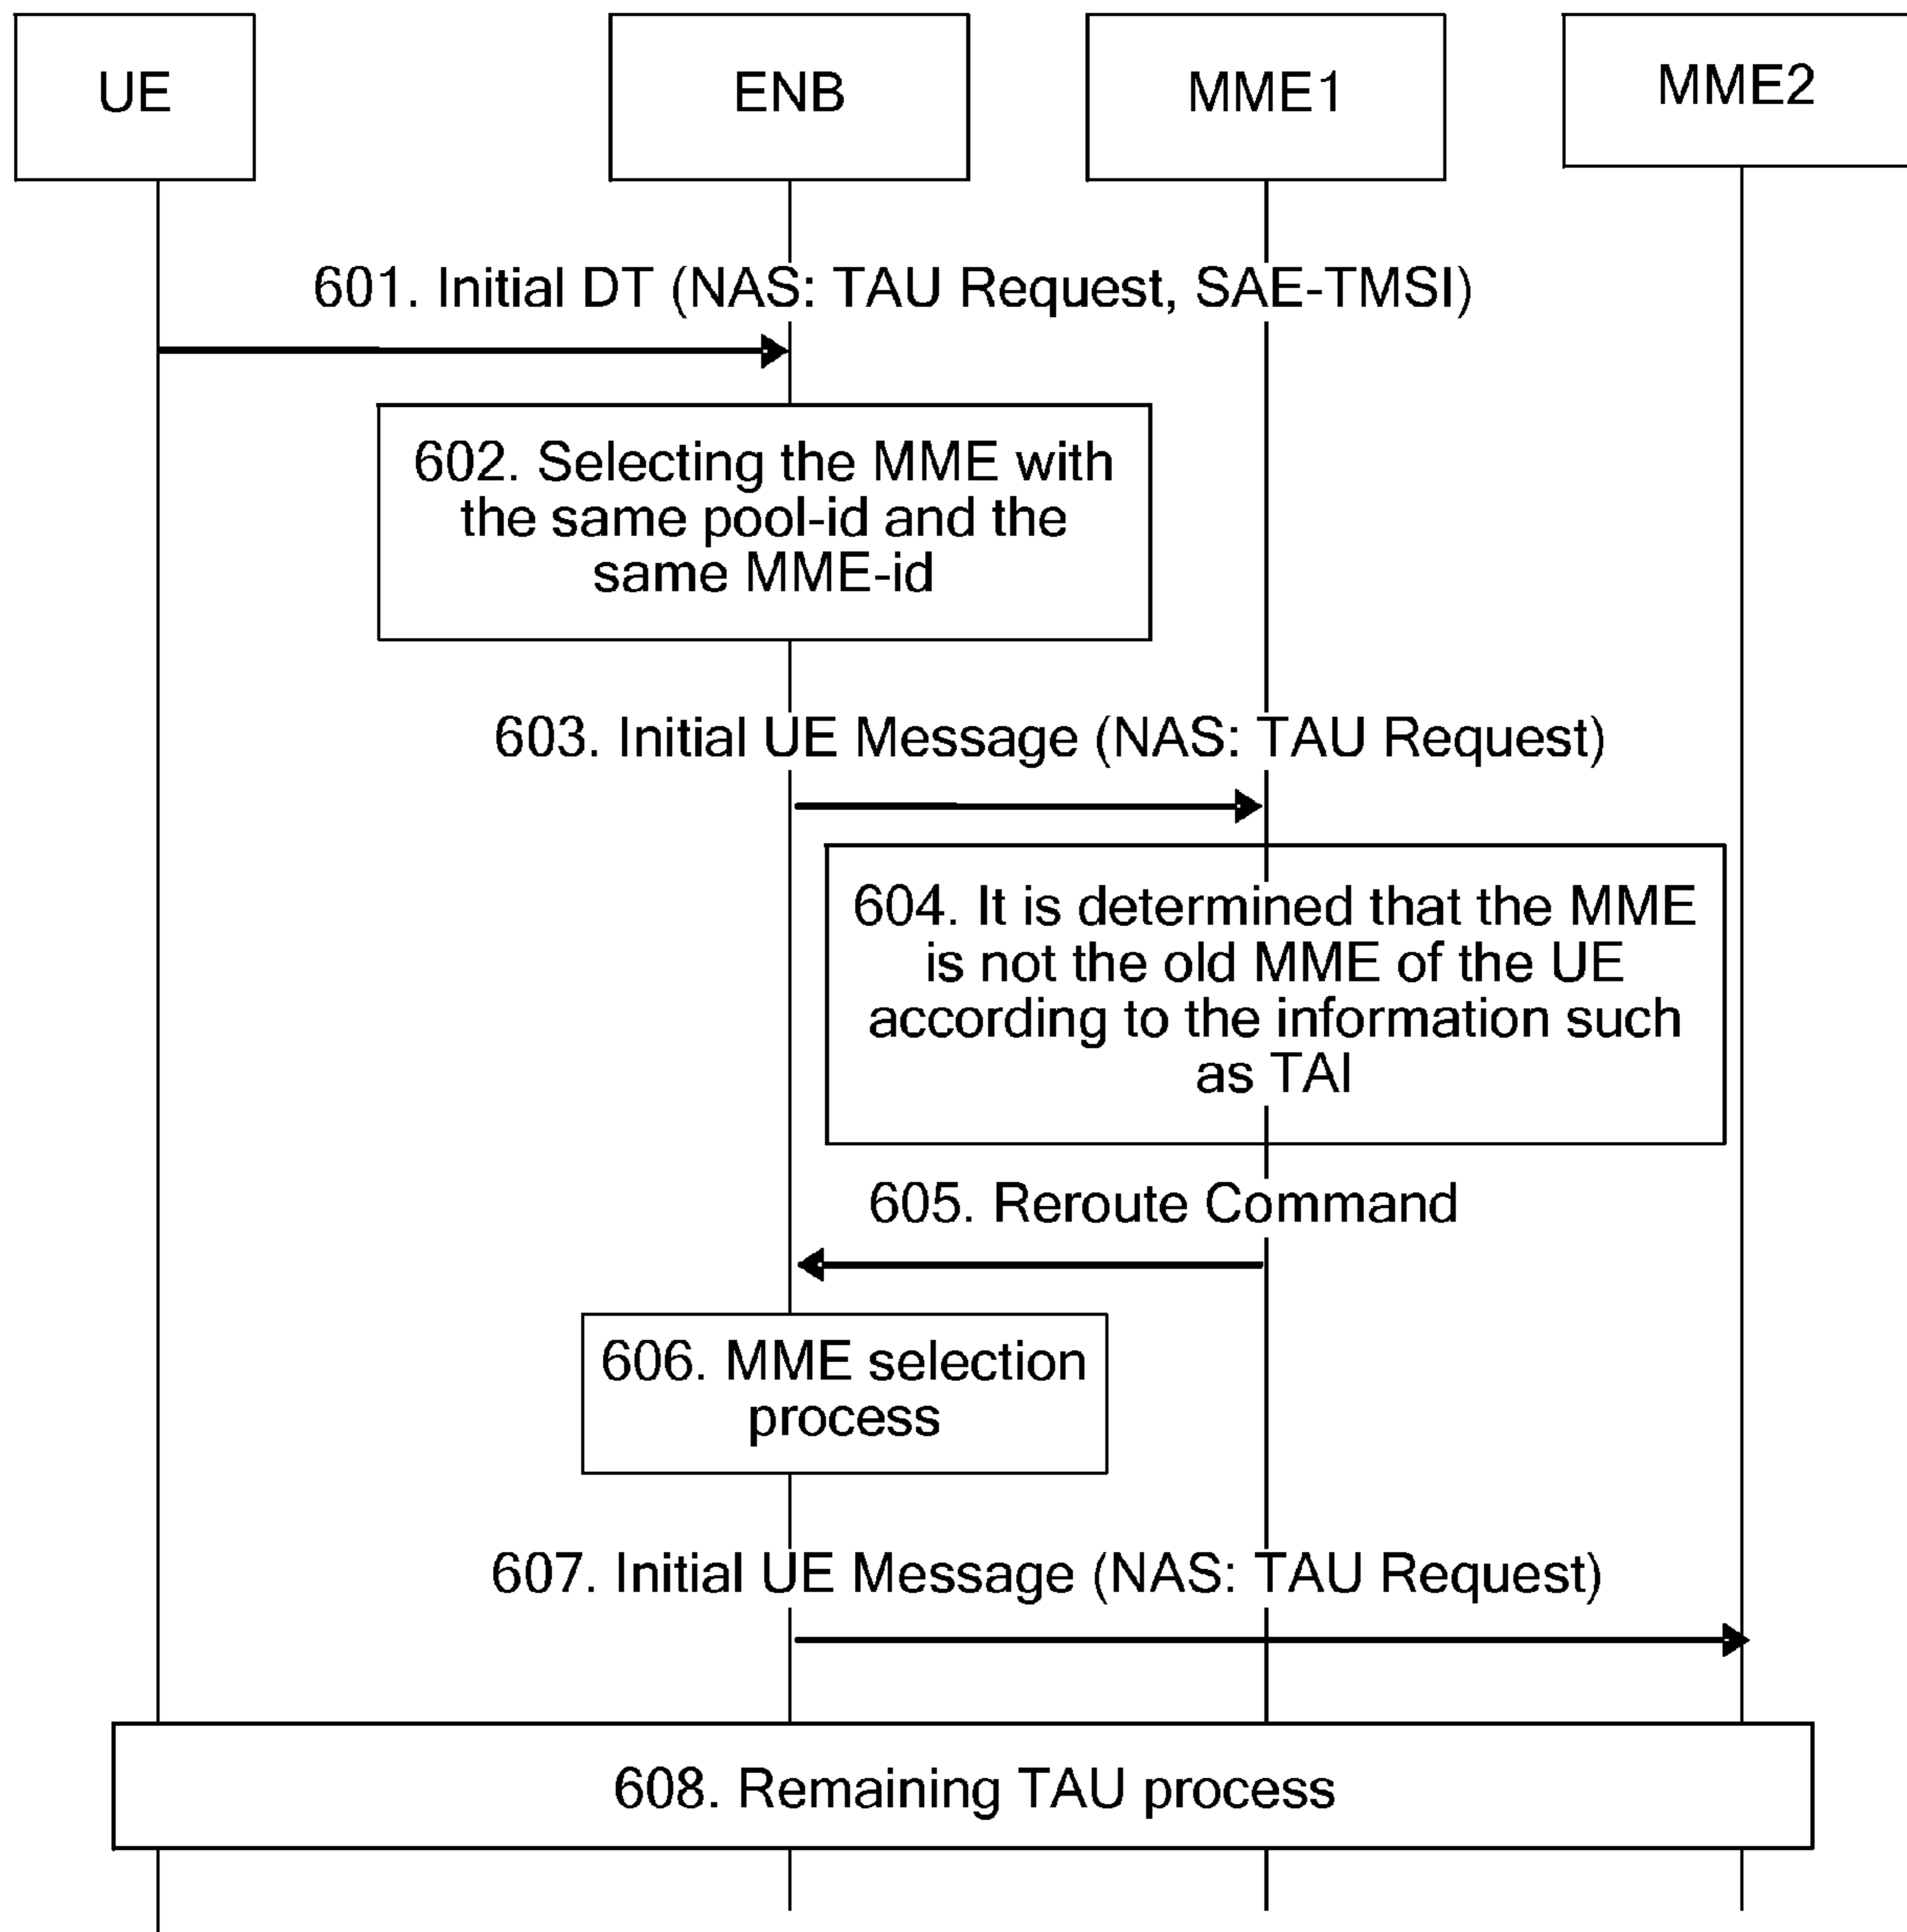 UE
ENB
MME1
MME2
601. Initial DT (NAS: TAU Request, SAE-TMSI)
602. Selecting the MME with
the same pool-id and the
same MME-id
603. Initial UE Message (NAS: TAU Request)
604. It is determined that the MME
is not the old MME of the UE
according to the information such
as TAI
605. Reroute Command
606. MME selection
process
607. Initial UE Message (NAS: TAU Request)
608. Remaining TAU process